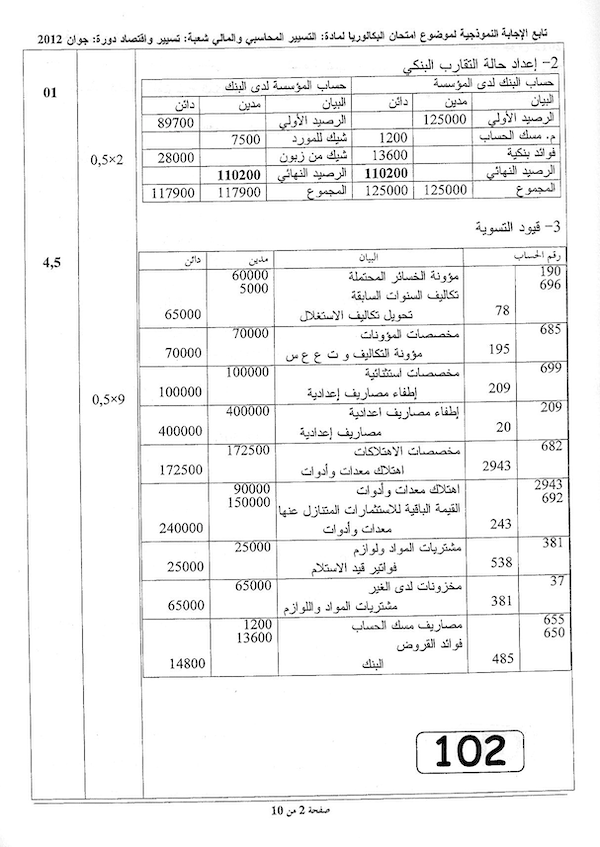 تابع الإجابة النموذجية لموضوع امتحان البكالوريا لمادة: التسيير المحاسبي والمالي شعبة: تسيير واقتصاد دورة: جوان 2012
2- إعداد حالة التقارب البنكي
01
حساب البنك لدى المؤسسة حساب المؤسسة لدى البنك
البيان مدين دائن البيان مدين دائن
الرصيد الأولي 125000 الرصيد الأولي 89700
م. مسك الحساب 1200 شيك للمورد 7500
0,5×2
فوائد بنكية 13600 شيك من زبون 28000
الرصيد النهائي 110200 الرصيد النهائي 110200
المجموع 125000 125000 المجموع 117900 117900
3- قيود التسوية
4,5
رقم الحساب البيان مدين دائن
190 مؤونة الخسائر المحتملة 60000
696 تكاليف السنوات السابقة 5000
78 تحويل تكاليف الاستغلال 65000
685 مخصصات المؤونات 70000
195 مؤونة التكاليف و ت ع ع س 70000
699 مخصصات استثنائية 100000
209 إطفاء مصاريف إعدادية 100000
0,5×9
209 إطفاء مصاريف اعدادية 400000
20 مصاريف إعدادية 400000
682 مخصصات الاهتلاكات 172500
2943 اهتلاك معدات وأدوات 172500
2943 اهتلاك معدات وأدوات 90000
692 القيمة الباقية للاستثمارات المتنازل عنها 150000
243 معدات وأدوات 240000
381 مشتريات المواد ولوازم 25000
538 فواتير قيد الاستلام 25000
37 مخزونات لدى الغير 65000
381 مشتريات المواد واللوازم 65000
655 مصاريف مسك الحساب 1200
650 فوائد القروض 13600
485 البنك 14800
102
صفحة 2 من 10